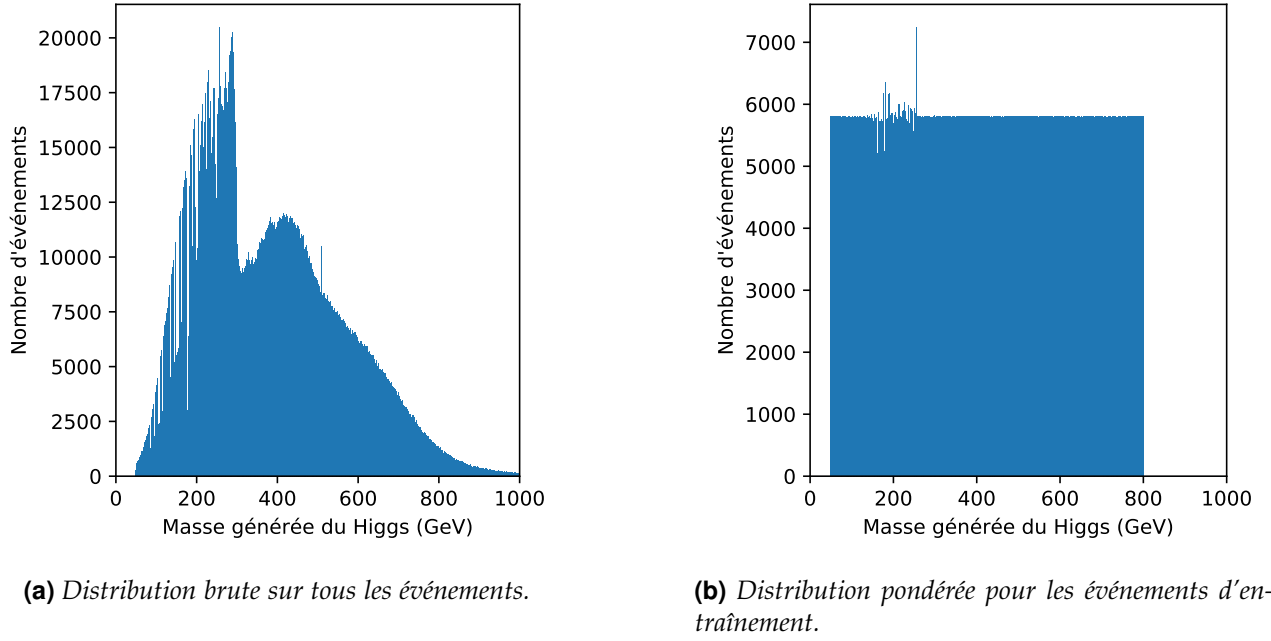 20000
17500
15000
12500
10000
7500
5000
2500
0
Nombre d'événements
0 200 400 600 800 1000
Masse générée du Higgs (GeV)
(a) Distribution brute sur tous les événements.
7000
6000
5000
4000
3000
2000
1000
0
Nombre d'événements
0 200 400 600 800 1000
Masse générée du Higgs (GeV)
(b) Distribution pondérée pour les événements d'en-
traînement.